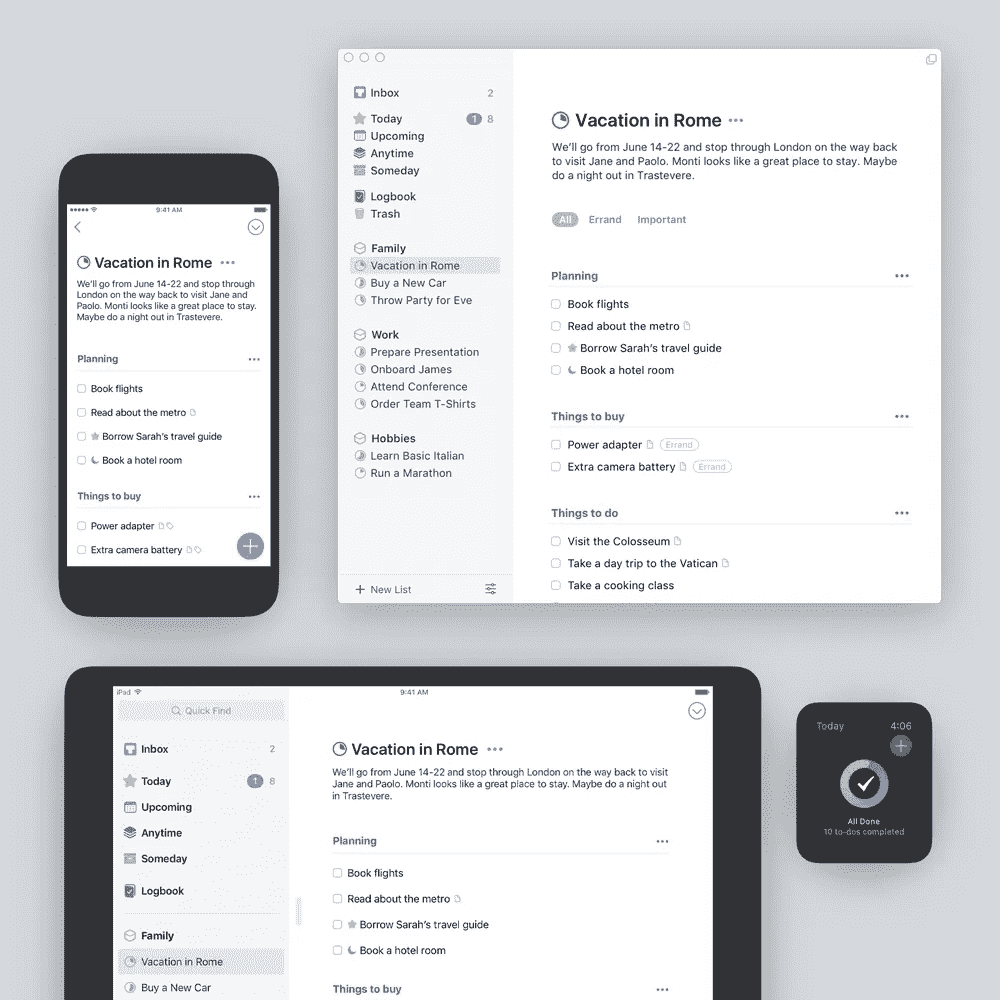 Inbox 2
Today 1 8
Upcoming
Anytime
Someday
Logbook
Trash
Family
Vacation in Rome
Buy a New Car
Throw Party for Eve
Work
Prepare Presentation
Onboard James
Attend Conference
Order Team T-Shirts
Hobbies
Learn Basic Italian
Run a Marathon
+ New List
Vacation in Rome •••
We'll go from June 14-22 and stop through London on the way back
to visit Jane and Paolo. Monti looks like a great place to stay. Maybe
do a night out in Trastevere.
All Errand Important
Planning •••
Book flights
Read about the metro
Borrow Sarah's travel guide
Book a hotel room
Things to buy •••
Power adapter Errand
Extra camera battery Errand
Things to do •••
Visit the Colosseum
Take a day trip to the Vatican
Take a cooking class
9:41 AM
Vacation in Rome •••
We'll go from June 14-22 and stop through
London on the way back to visit Jane and
Paolo. Monti looks like a great place to stay.
Maybe do a night out in Trastevere.
Planning •••
Book flights
Read about the metro
Borrow Sarah's travel guide
Book a hotel room
Things to buy •••
Power adapter
Extra camera battery
iPad 9:41 AM
Quick Find
Inbox 2
Today 1 8
Upcoming
Anytime
Someday
Logbook
Family
Vacation in Rome
Buy a New Car
Vacation in Rome •••
We'll go from June 14-22 and stop through London on the way back to visit
Jane and Paolo. Monti looks like a great place to stay. Maybe do a night out
in Trastevere.
Planning •••
Book flights
Read about the metro
Borrow Sarah's travel guide
Book a hotel room
Things to buy •••
Today 4:06
All Done
10 to-dos completed